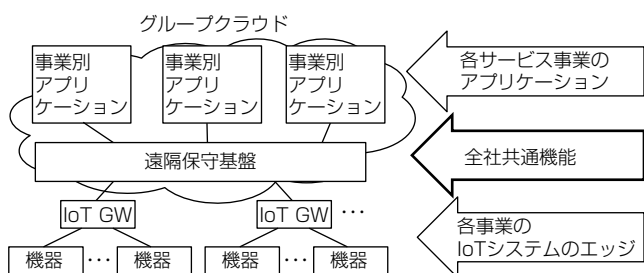 グループクラウド
事業別
アプリ
ケーション
事業別
アプリ
ケーション
事業別
アプリ
ケーション
各サービス事業の
アプリケーション
遠隔保守基盤
全社共通機能
IoT GW
IoT GW
…
各事業の
IoTシステムのエッジ
機器
…
機器
機器
…
機器